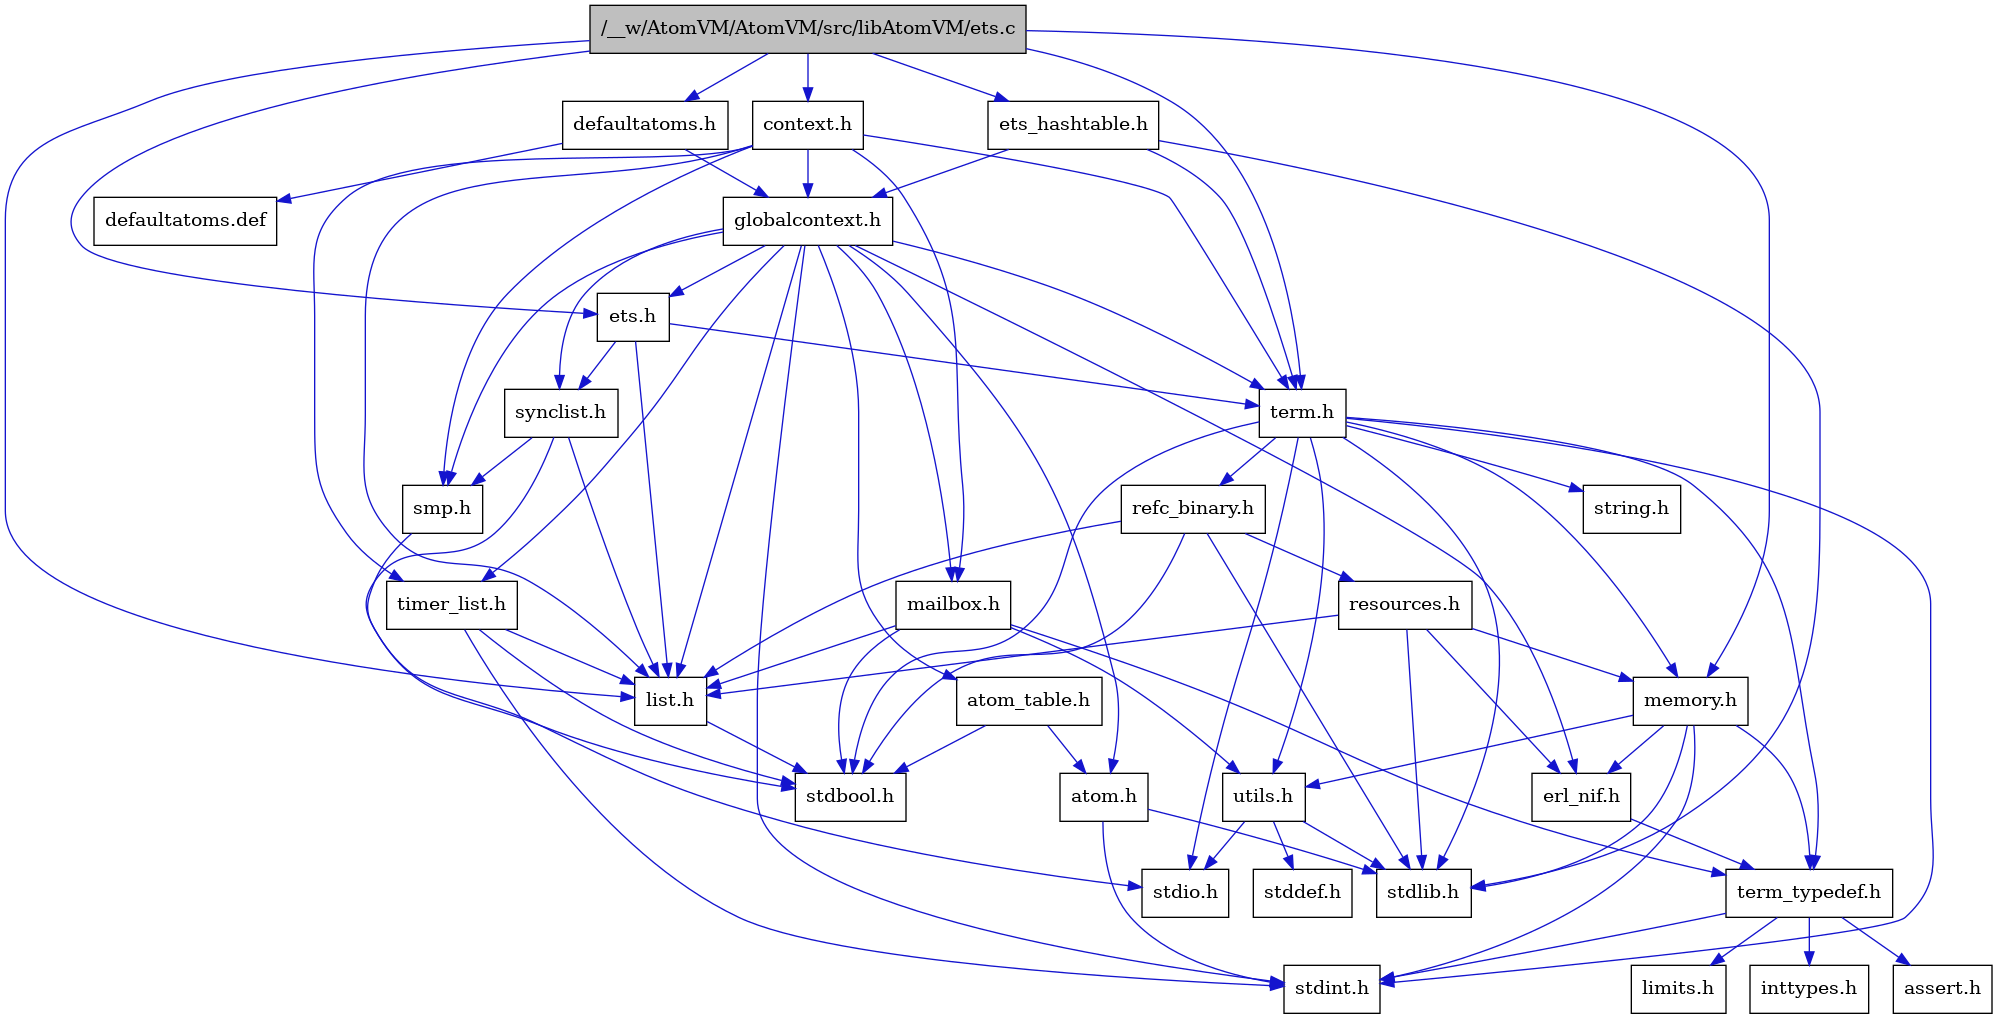 /__w/AtomVM/AtomVM/src/libAtomVM/ets.c
defaultatoms.h
context.h
ets_hashtable.h
defaultatoms.def
globalcontext.h
ets.h
synclist.h
term.h
smp.h
refc_binary.h
string.h
timer_list.h
mailbox.h
resources.h
list.h
atom_table.h
memory.h
stdbool.h
atom.h
utils.h
erl_nif.h
stdio.h
stddef.h
stdlib.h
term_typedef.h
stdint.h
limits.h
inttypes.h
assert.h